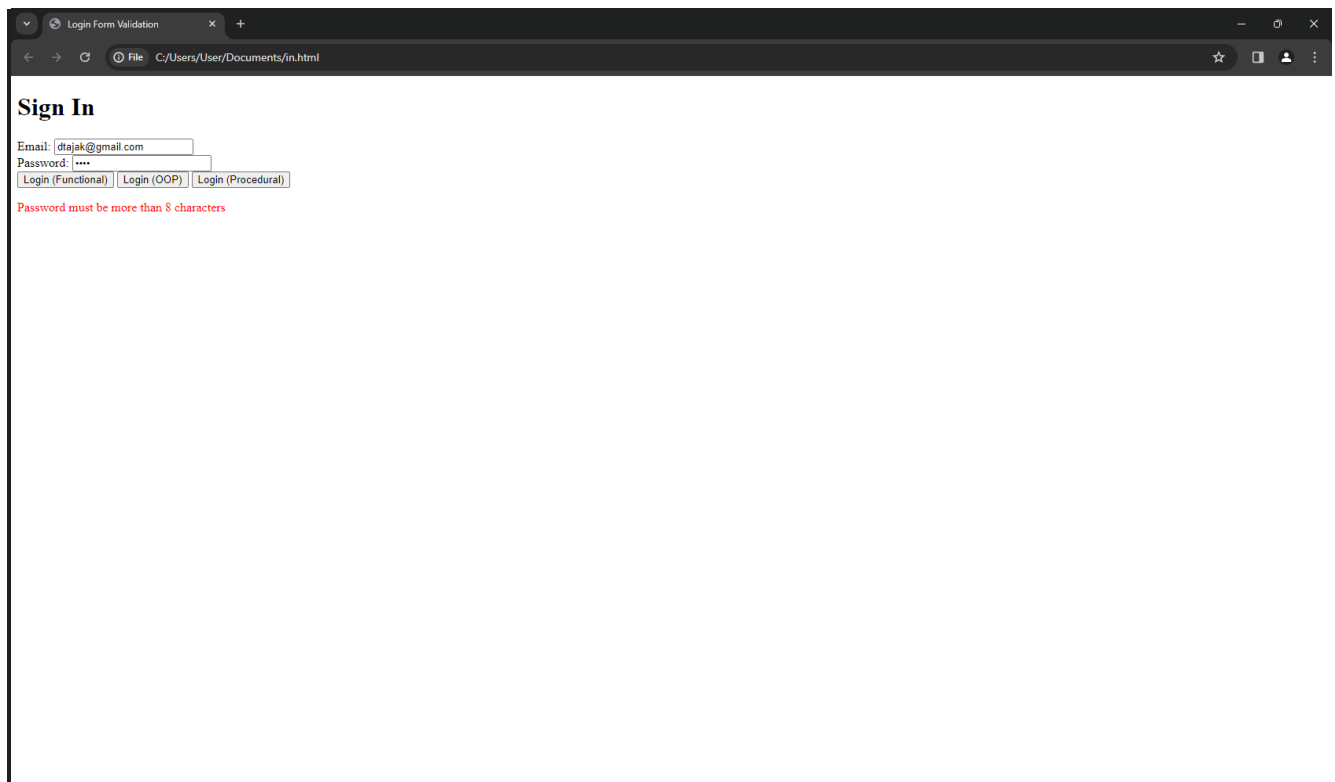 Login Form Validation
File C:/Users/User/Documents/in.html
Sign In
Email: dtajak@gmail.com
Password: ••••
Login (Functional) Login (OOP) Login (Procedural)
Password must be more than 8 characters